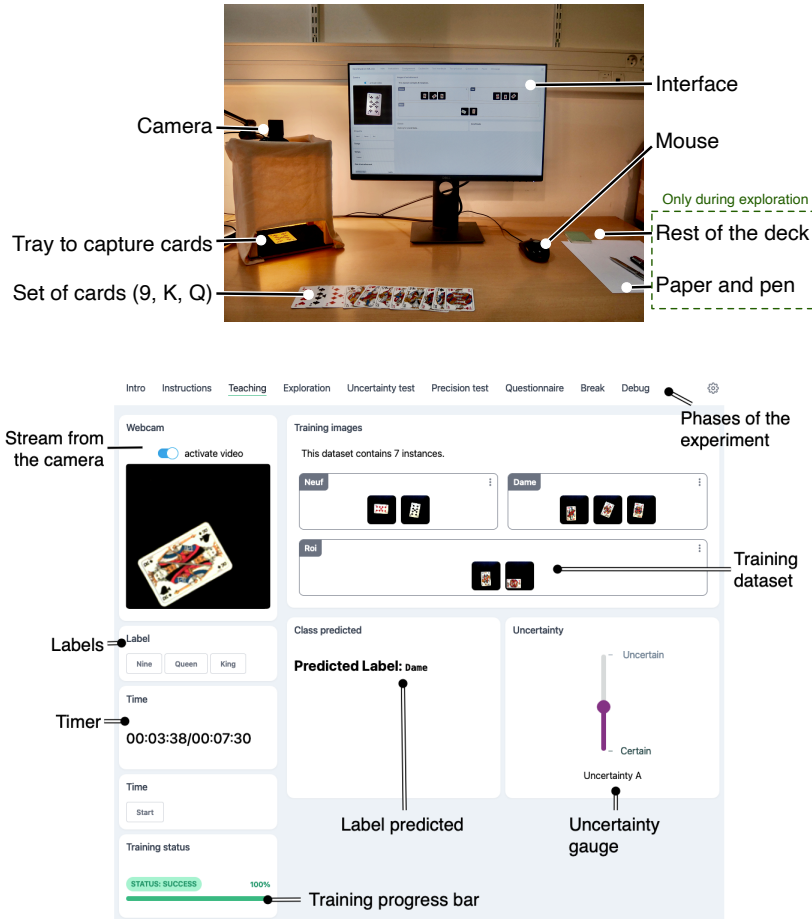 Interface
Camera
Mouse
Only during exploration
Tray to capture cards
Rest of the deck
Set of cards (9, K, Q)
Paper and pen
Intro Instructions Teaching Exploration Uncertainty test Precision test Questionnaire Break Debug
Phases of the
experiment
Stream from
the camera
Webcam
activate video
Training images
This dataset contains 7 instances.
Neuf
Dame
Roi
Training
dataset
Labels
Label
Nine Queen King
Class predicted
Predicted Label: Dame
Uncertainty
Uncertain
Certain
Uncertainty A
Timer
Time
00:03:38/00:07:30
Time
Start
Label predicted
Uncertainty
gauge
Training status
STATUS: SUCCESS 100%
Training progress bar